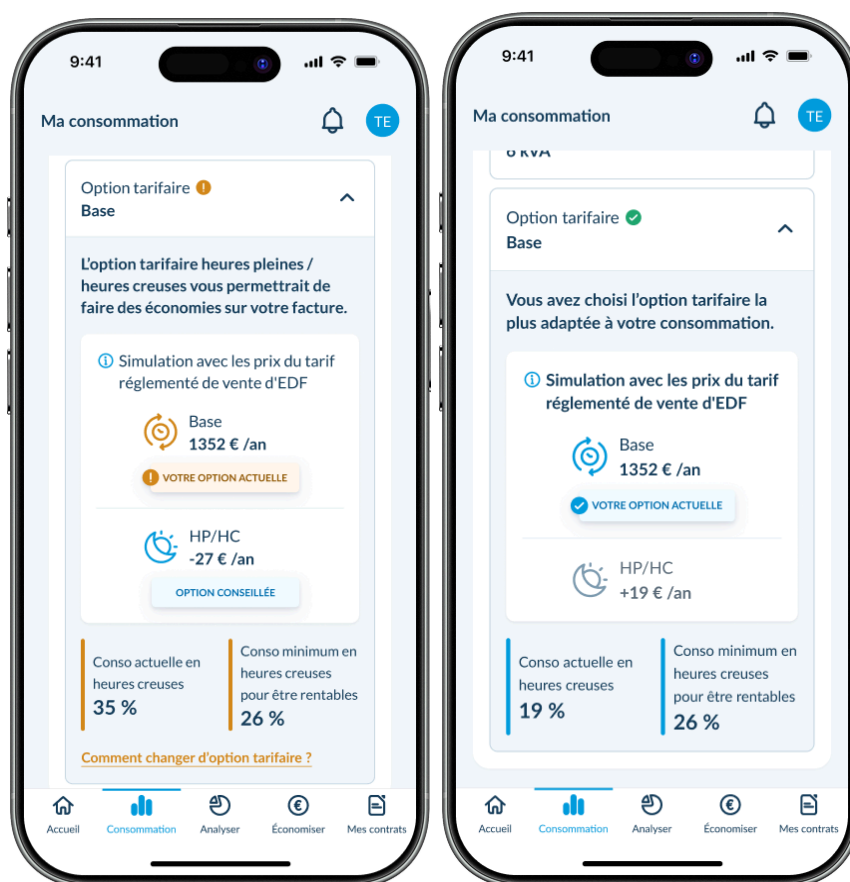 9:41
Ma consommation
TE
Option tarifaire
Base
L'option tarifaire heures pleines /
heures creuses vous permettrait de
faire des économies sur votre facture.
Simulation avec les prix du tarif
réglementé de vente d'EDF
Base
1352 € /an
VOTRE OPTION ACTUELLE
HP/HC
-27 € /an
OPTION CONSEILLÉE
Conso actuelle en
heures creuses
35 %
Conso minimum en
heures creuses
pour être rentables
26 %
Comment changer d'option tarifaire ?
Accueil
Consommation
Analyser
Économiser
Mes contrats
9:41
Ma consommation
TE
6 kVA
Option tarifaire
Base
Vous avez choisi l'option tarifaire la
plus adaptée à votre consommation.
Simulation avec les prix du tarif
réglementé de vente d'EDF
Base
1352 € /an
VOTRE OPTION ACTUELLE
HP/HC
+19 € /an
Conso actuelle en
heures creuses
19 %
Conso minimum en
heures creuses
pour être rentables
26 %
Accueil
Consommation
Analyser
Économiser
Mes contrats